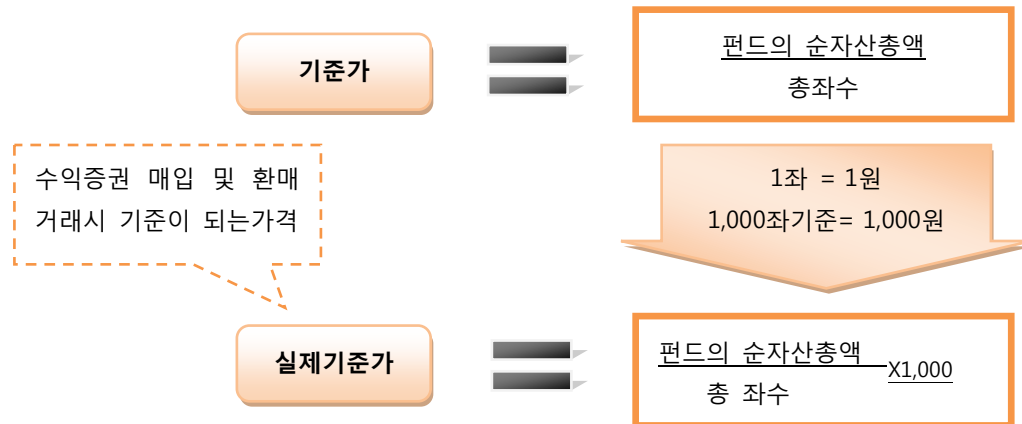 기준가
펀드의 순자산총액
총좌수
수익증권 매입 및 환매
거래시 기준이 되는가격
1좌 = 1원
1,000좌기준= 1,000원
실제기준가
펀드의 순자산총액 X1,000
총 좌수